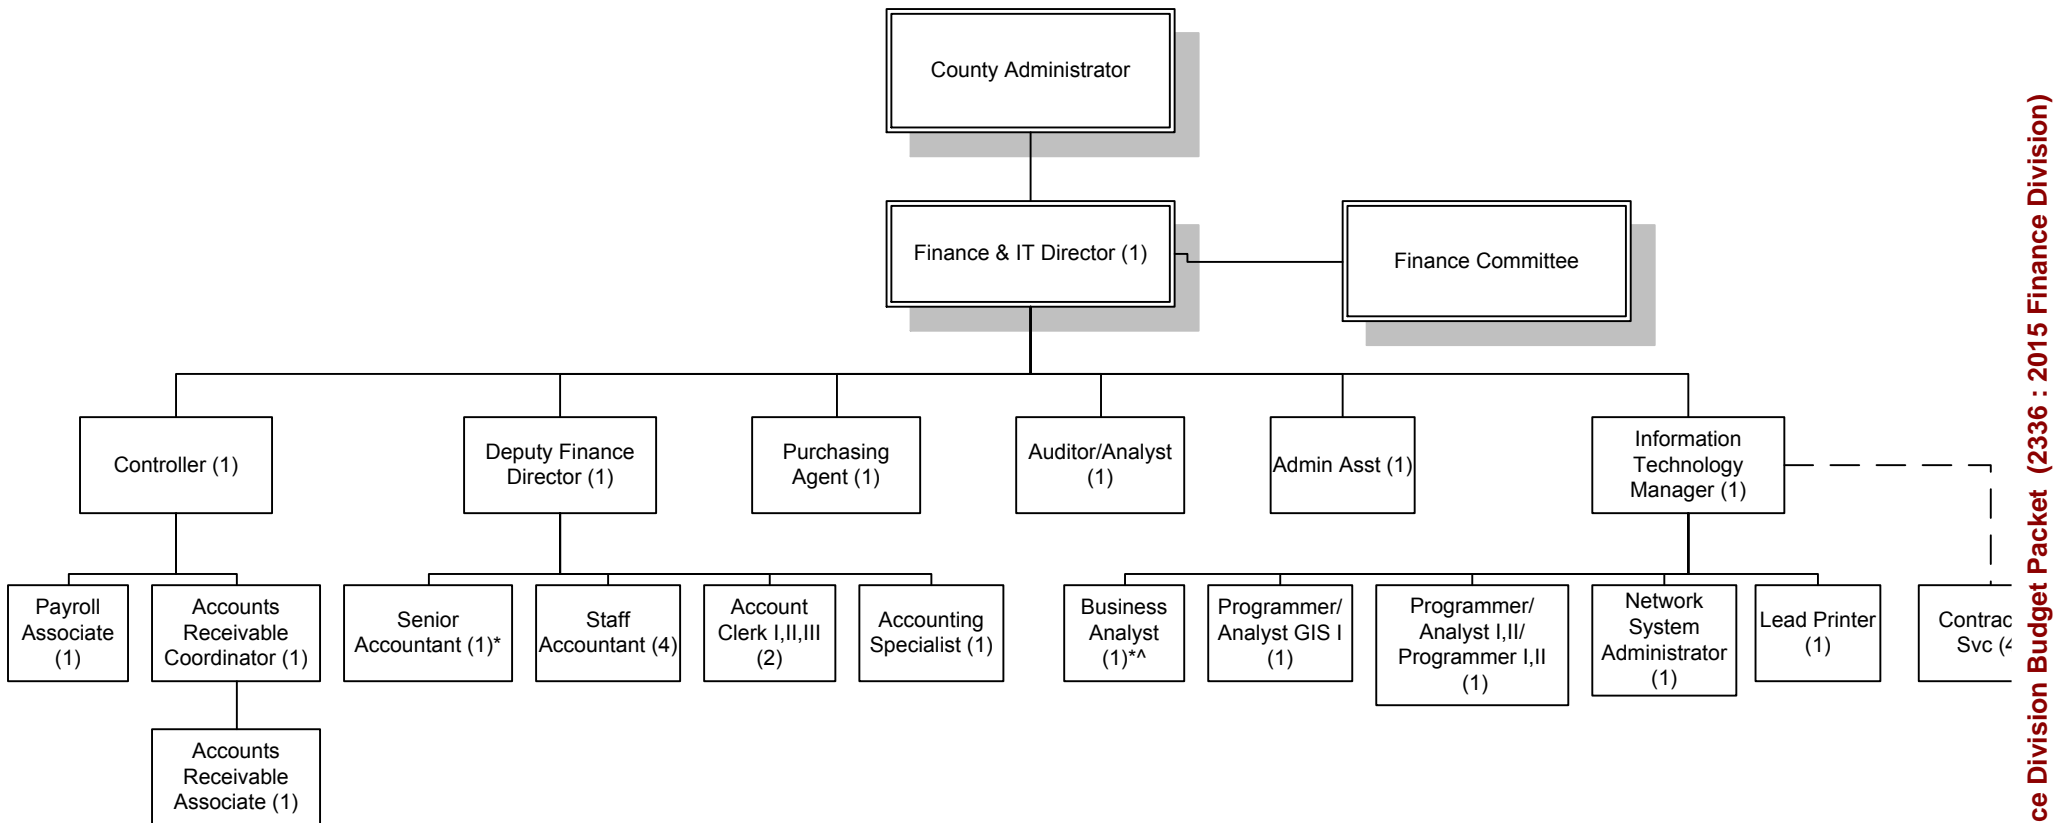 County Administrator
Finance & IT Director (1)
Finance Committee
Controller (1)
Deputy Finance
Director (1)
Purchasing
Agent (1)
Auditor/Analyst
(1)
Admin Asst (1)
Information
Technology
Manager (1)
Payroll
Associate
(1)
Accounts
Receivable
Coordinator (1)
Senior
Accountant (1)*
Staff
Accountant (4)
Account
Clerk I,II,III
(2)
Accounting
Specialist (1)
Business
Analyst
(1)*^
Programmer/
Analyst GIS I
(1)
Programmer/
Analyst I,II/
Programmer I,II
(1)
Network
System
Administrator
(1)
Lead Printer
(1)
Contrac
Svc (4
Accounts
Receivable
Associate (1)
ce Division Budget Packet (2336 : 2015 Finance Division)